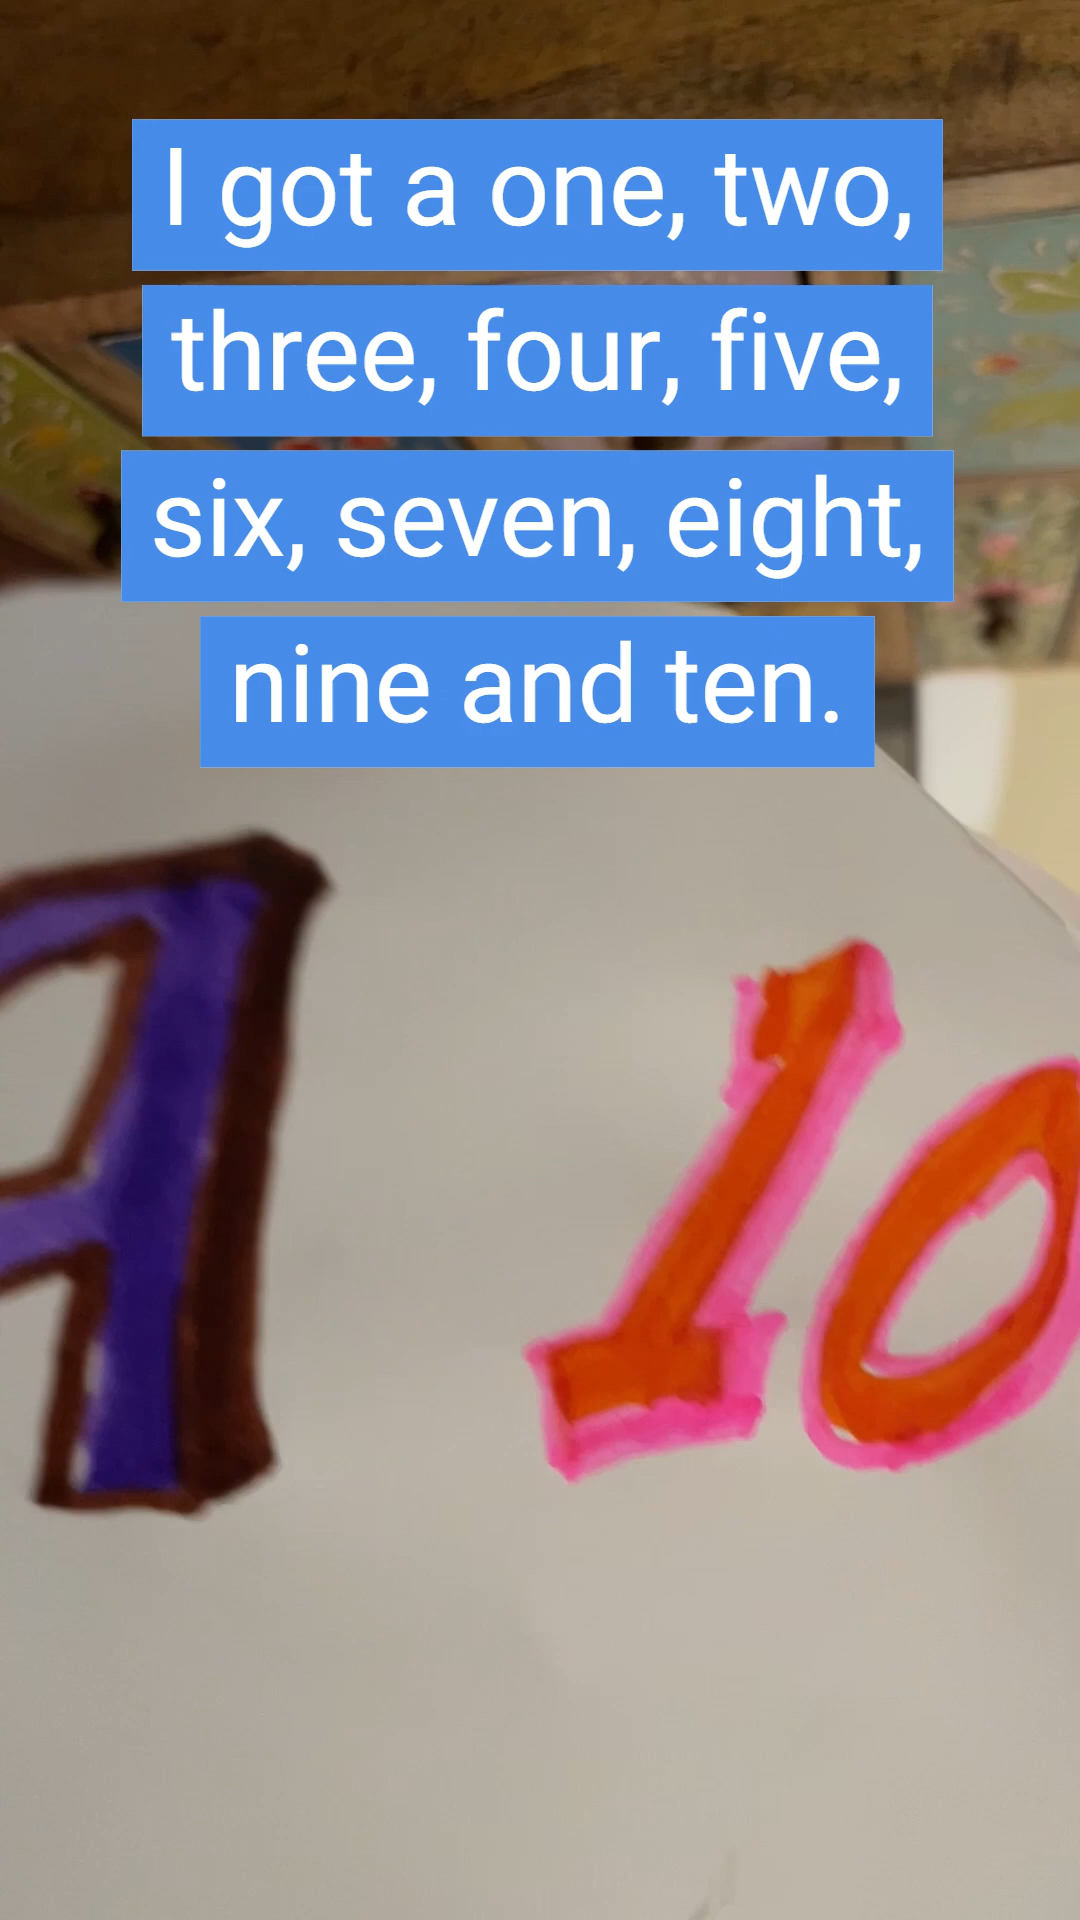 I got a one, two,
three, four, five,
six, seven, eight,
nine and ten.
A 10